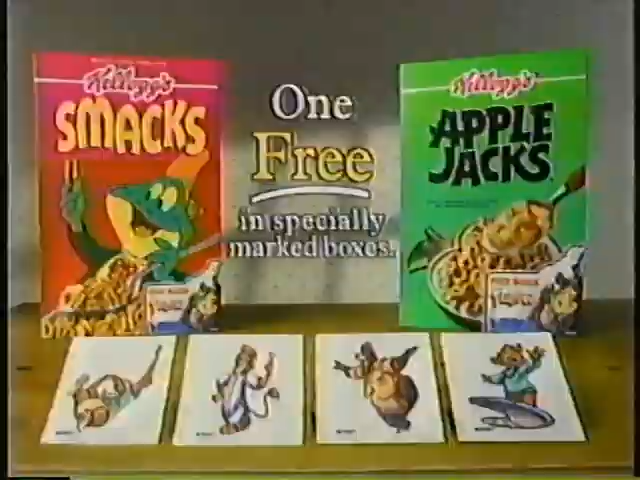 Kellogg's
SMACKS
One
Free
in specially
marked boxes.
Kellogg's
APPLE
JACKS